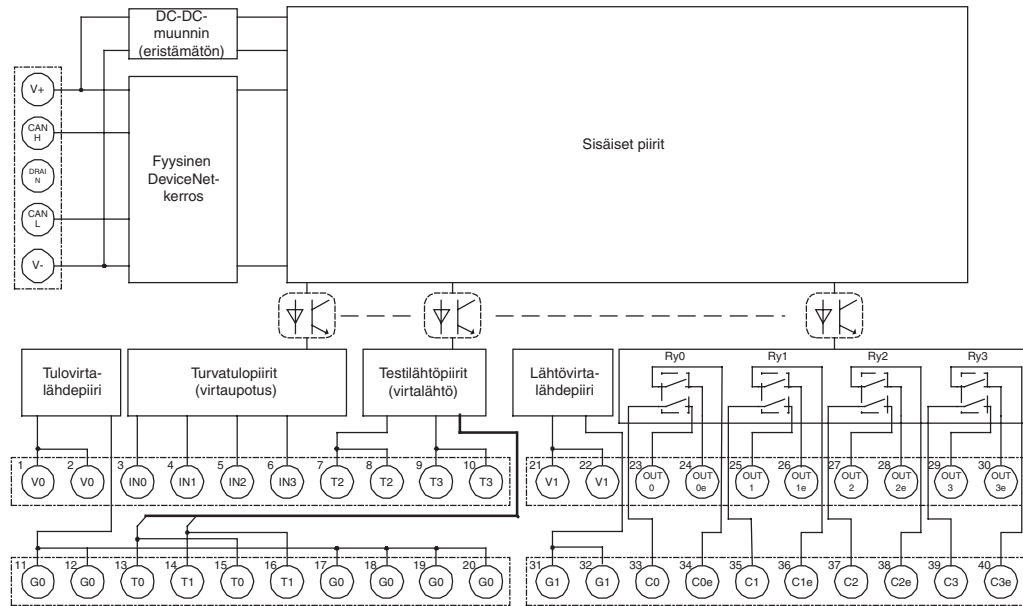 DC-DC-
muunnin
(eristämätön)
V+
CAN
H
DRAI
N
CAN
L
V-
Fyysinen
DeviceNet-
kerros
Sisäiset piirit
Tulovirta-
lähdepiiri
Turvatulopiirit
(virtaupotus)
Testilähtöpiirit
(virtalähtö)
Lähtövirta-
lähdepiiri
Ry0 Ry1 Ry2 Ry3
1 2 3 4 5 6 7 8 9 10
V0 V0 IN0 IN1 IN2 IN3 T2 T2 T3 T3
21 22 23 24 25 26 27 28 29 30
V1 V1 OUT 0 OUT 0e OUT 1 OUT 1e OUT 2 OUT 2e OUT 3 OUT 3e
11 12 13 14 15 16 17 18 19 20
G0 G0 T0 T1 T0 T1 G0 G0 G0 G0
31 32 33 34 35 36 37 38 39 40
G1 G1 C0 C0e C1 C1e C2 C2e C3 C3e